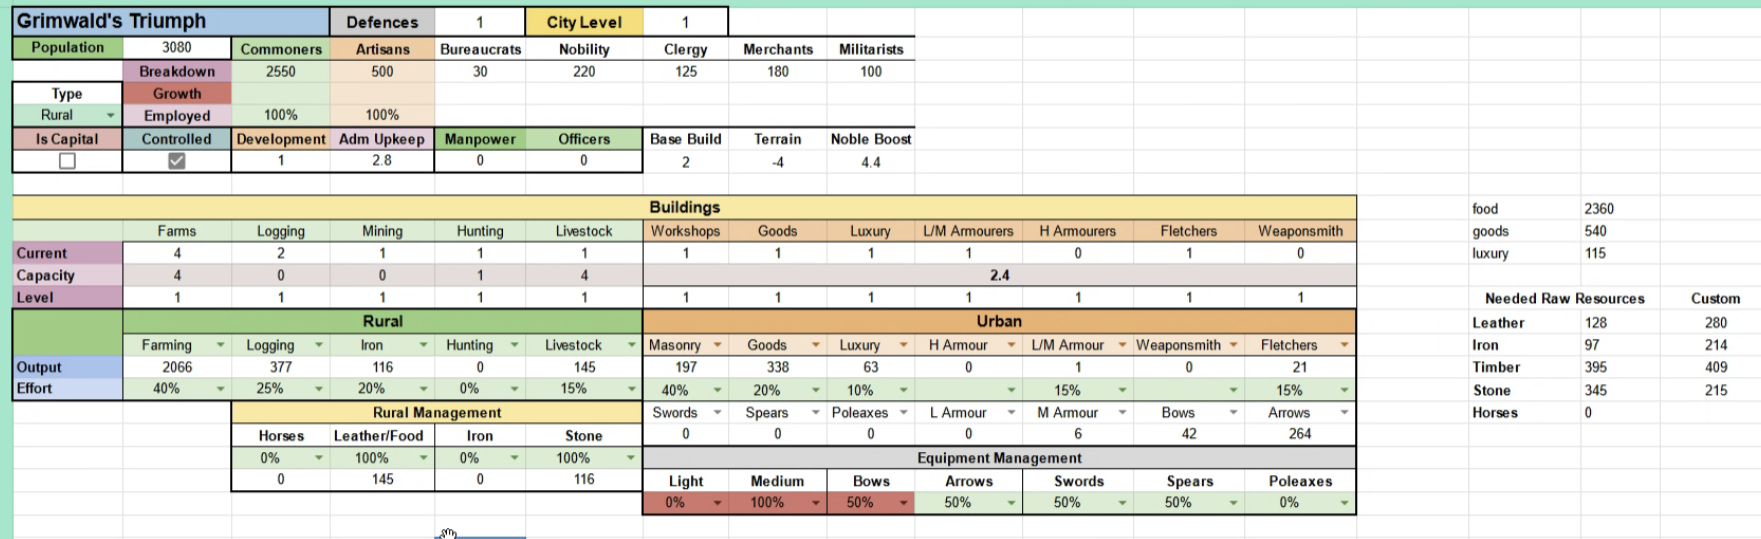 Grimwald's Triumph Defences 1 City Level 1
Population 3080 Commoners Artisans Bureaucrats Nobility Clergy Merchants Militarists
Breakdown 2550 500 30 220 125 180 100
Type Growth
Rural Employed 100% 100%
Is Capital Controlled Development Adm Upkeep Manpower Officers Base Build Terrain Noble Boost
1 2.8 0 0 2 -4 4.4
Buildings food 2360
Farms Logging Mining Hunting Livestock Workshops Goods Luxury L/M Armourers H Armourers Fletchers Weaponsmith goods 540
Current 4 2 1 1 1 1 1 1 1 0 1 0 luxury 115
Capacity 4 0 0 1 4 2.4
Level 1 1 1 1 1 1 1 1 1 1 1 1 Needed Raw Resources Custom
Rural Urban Leather 128 280
Farming Logging Iron Hunting Livestock Masonry Goods Luxury H Armour L/M Armour Weaponsmith Fletchers Iron 97 214
Output 2066 377 116 0 145 197 338 63 0 1 0 21 Timber 395 409
Effort 40% 25% 20% 0% 15% 40% 20% 10% 15% 15% Stone 345 215
Rural Management Swords Spears Poleaxes L Armour M Armour Bows Arrows Horses 0
Horses Leather/Food Iron Stone 0 0 0 0 6 42 264
0% 100% 0% 100% Equipment Management
0 145 0 116 Light Medium Bows Arrows Swords Spears Poleaxes
0% 100% 50% 50% 50% 50% 0%